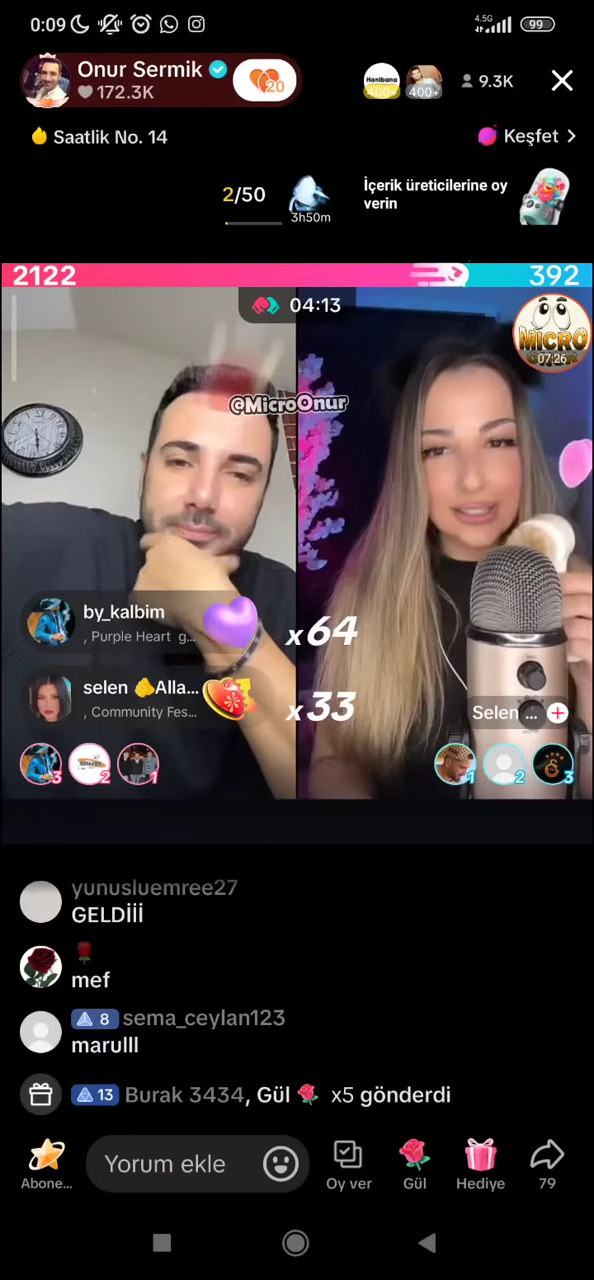 0:09
4.5G
99
Onur Sermik
172.3K
20
Hanibana
400+
400+
9.3K
Saatlik No. 14
Keşfet
2/50
3h50m
İçerik üreticilerine oy
verin
2122
392
04:13
MICRO
07:26
@MicroOnur
by_kalbim
, Purple Heart g...
x64
selen Alla...
, Community Fes...
x33
Selen ...
3
2
1
1
2
3
yunusluemree27
GELDİİİ
mef
8 sema_ceylan123
marulll
13 Burak 3434, Gül x5 gönderdi
Yorum ekle
Abone...
Oy ver
Gül
Hediye
79